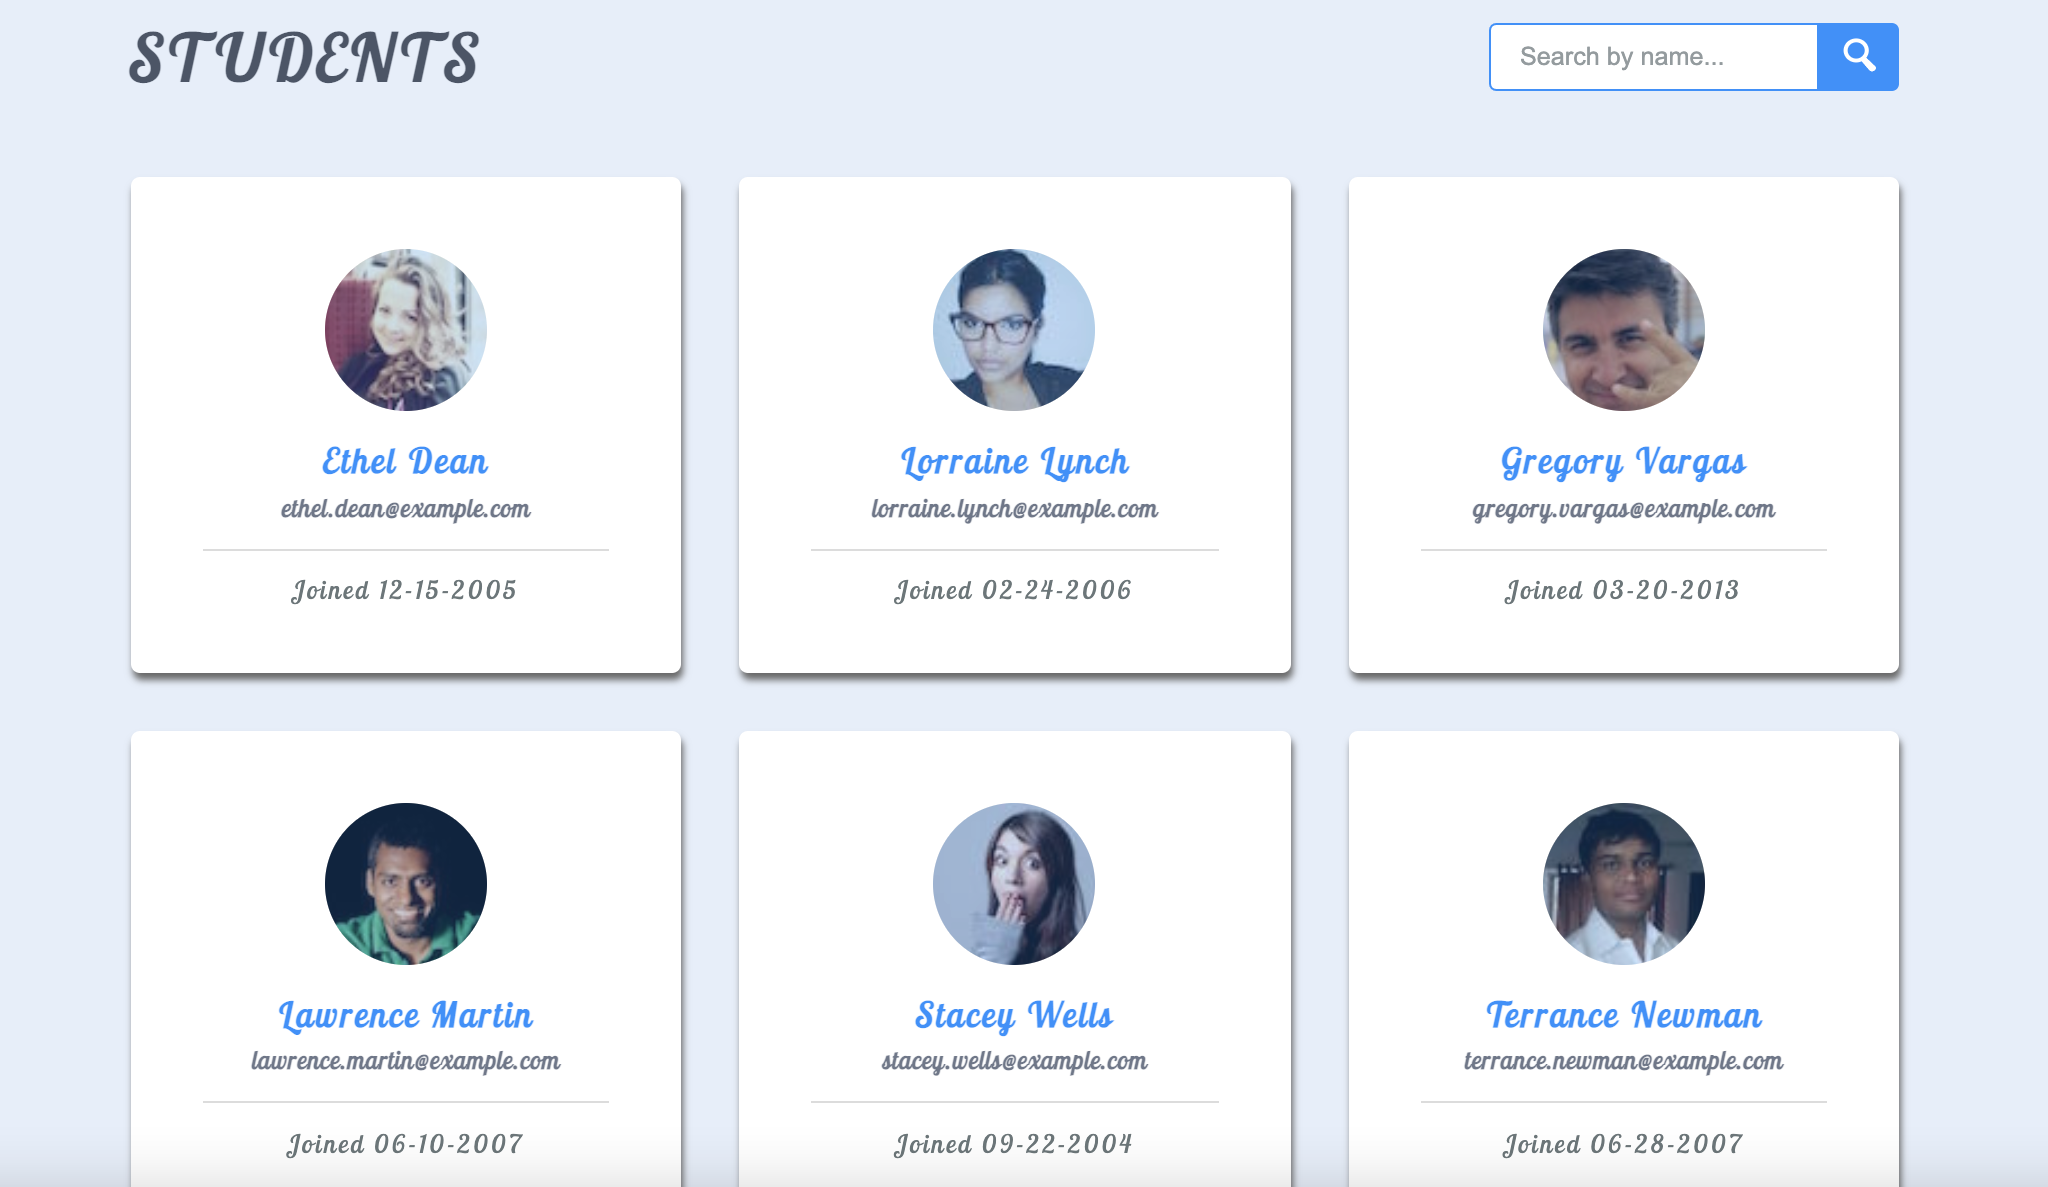 STUDENTS
Search by name...
Ethel Dean
ethel.dean@example.com
Joined 12-15-2005
Lorraine Lynch
lorraine.lynch@example.com
Joined 02-24-2006
Gregory Vargas
gregory.vargas@example.com
Joined 03-20-2013
Lawrence Martin
lawrence.martin@example.com
Joined 06-10-2007
Stacey Wells
stacey.wells@example.com
Joined 09-22-2004
Terrance Newman
terrance.newman@example.com
Joined 06-28-2007